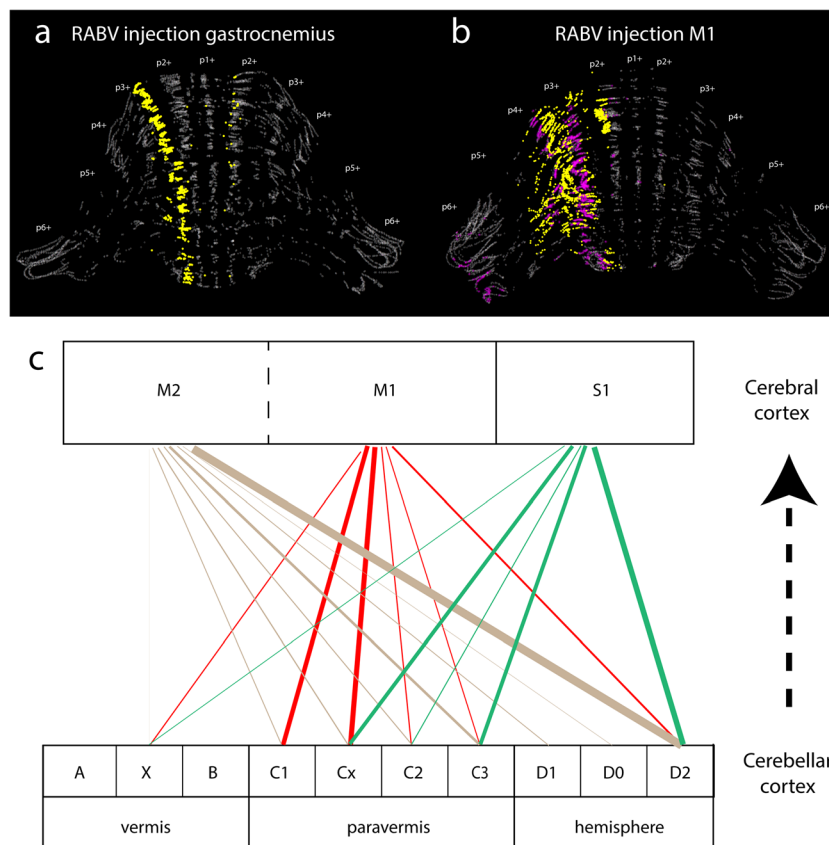 a RABV injection gastrocnemius
b RABV injection M1
p1+
p2+ p2+
p3+ p3+
p4+ p4+
p5+ p5+
p6+ p6+
p1+
p2+ p2+
p3+ p3+
p4+ p4+
p5+ p5+
p6+ p6+
c
M2 M1 S1
Cerebral
cortex
A X B C1 Cx C2 C3 D1 D0 D2
vermis paravermis hemisphere
Cerebellar
cortex